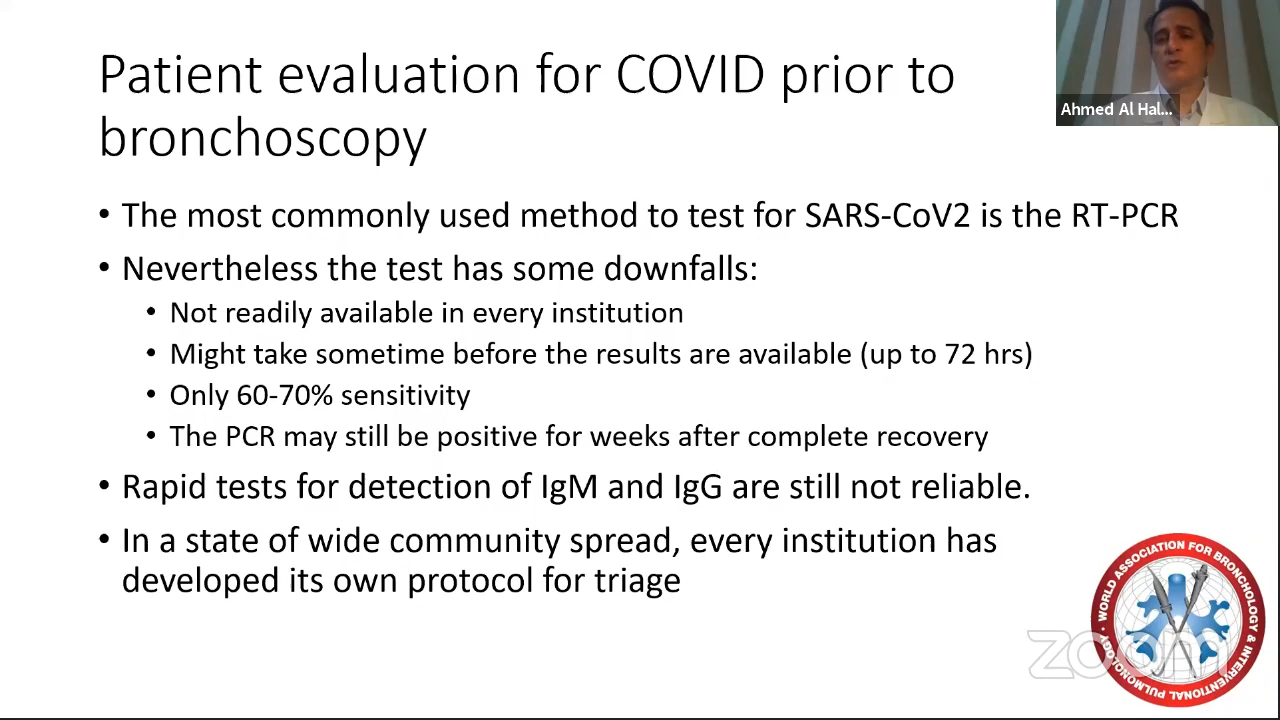 Patient evaluation for COVID prior to
bronchoscopy
Ahmed Al Hal...
• The most commonly used method to test for SARS-CoV2 is the RT-PCR
• Nevertheless the test has some downfalls:
• Not readily available in every institution
• Might take sometime before the results are available (up to 72 hrs)
• Only 60-70% sensitivity
• The PCR may still be positive for weeks after complete recovery
• Rapid tests for detection of IgM and IgG are still not reliable.
• In a state of wide community spread, every institution has
developed its own protocol for triage
WORLD ASSOCIATION FOR BRONCHOLOGY & INTERVENTIONAL PULMONOLOGY
zoom